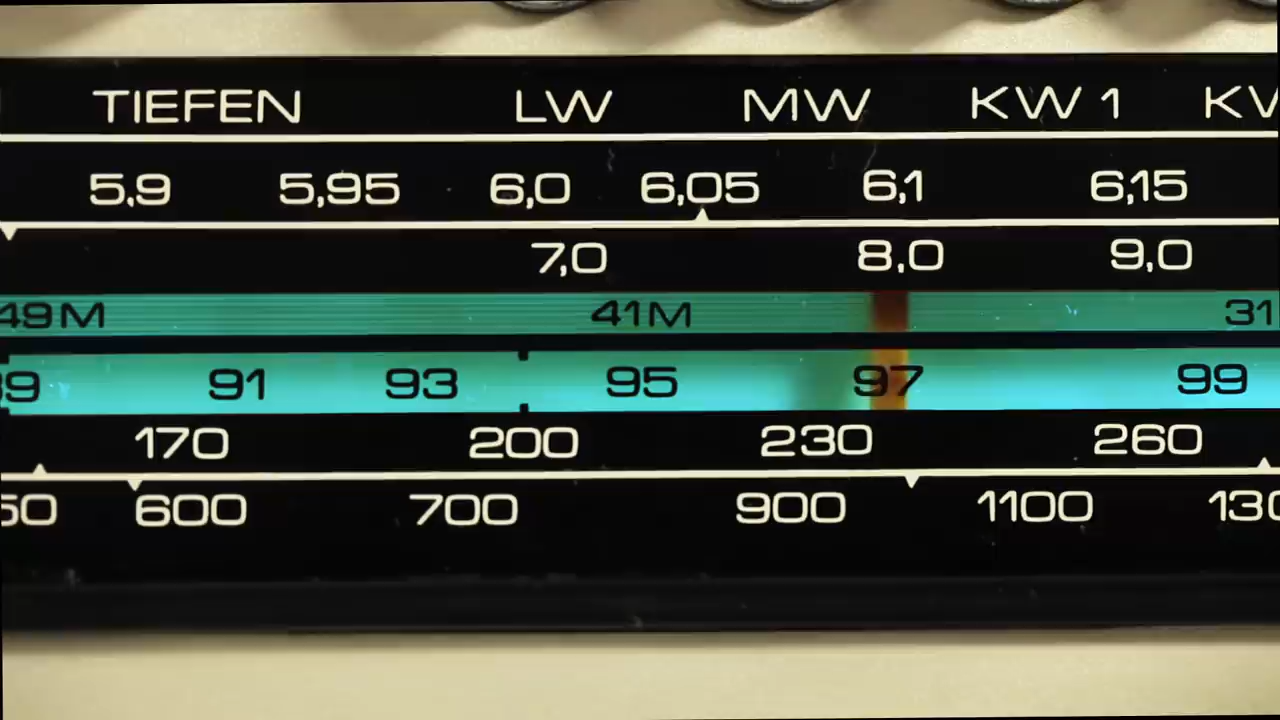 TIEFEN LW MW KW 1 KW
5,9 5,95 6,0 6,05 6,1 6,15
7,0 8,0 9,0
49M 41M 31
89 91 93 95 97 99
170 200 230 260
50 600 700 900 1100 130